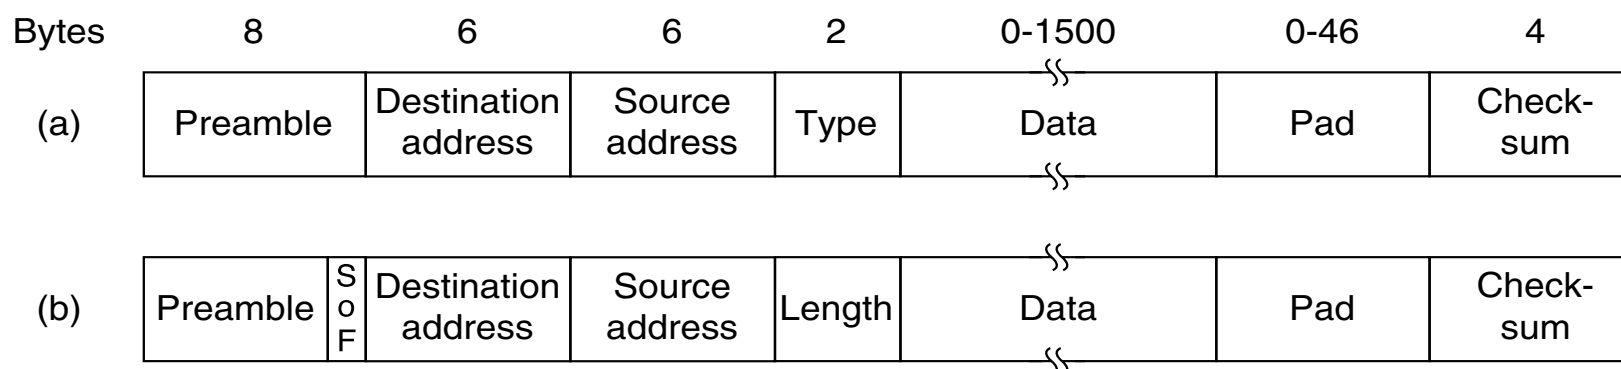 Bytes 8 6 6 2 0-1500 0-46 4
(a) Preamble Destination address Source address Type Data Pad Check-sum
(b) Preamble SoF Destination address Source address Length Data Pad Check-sum